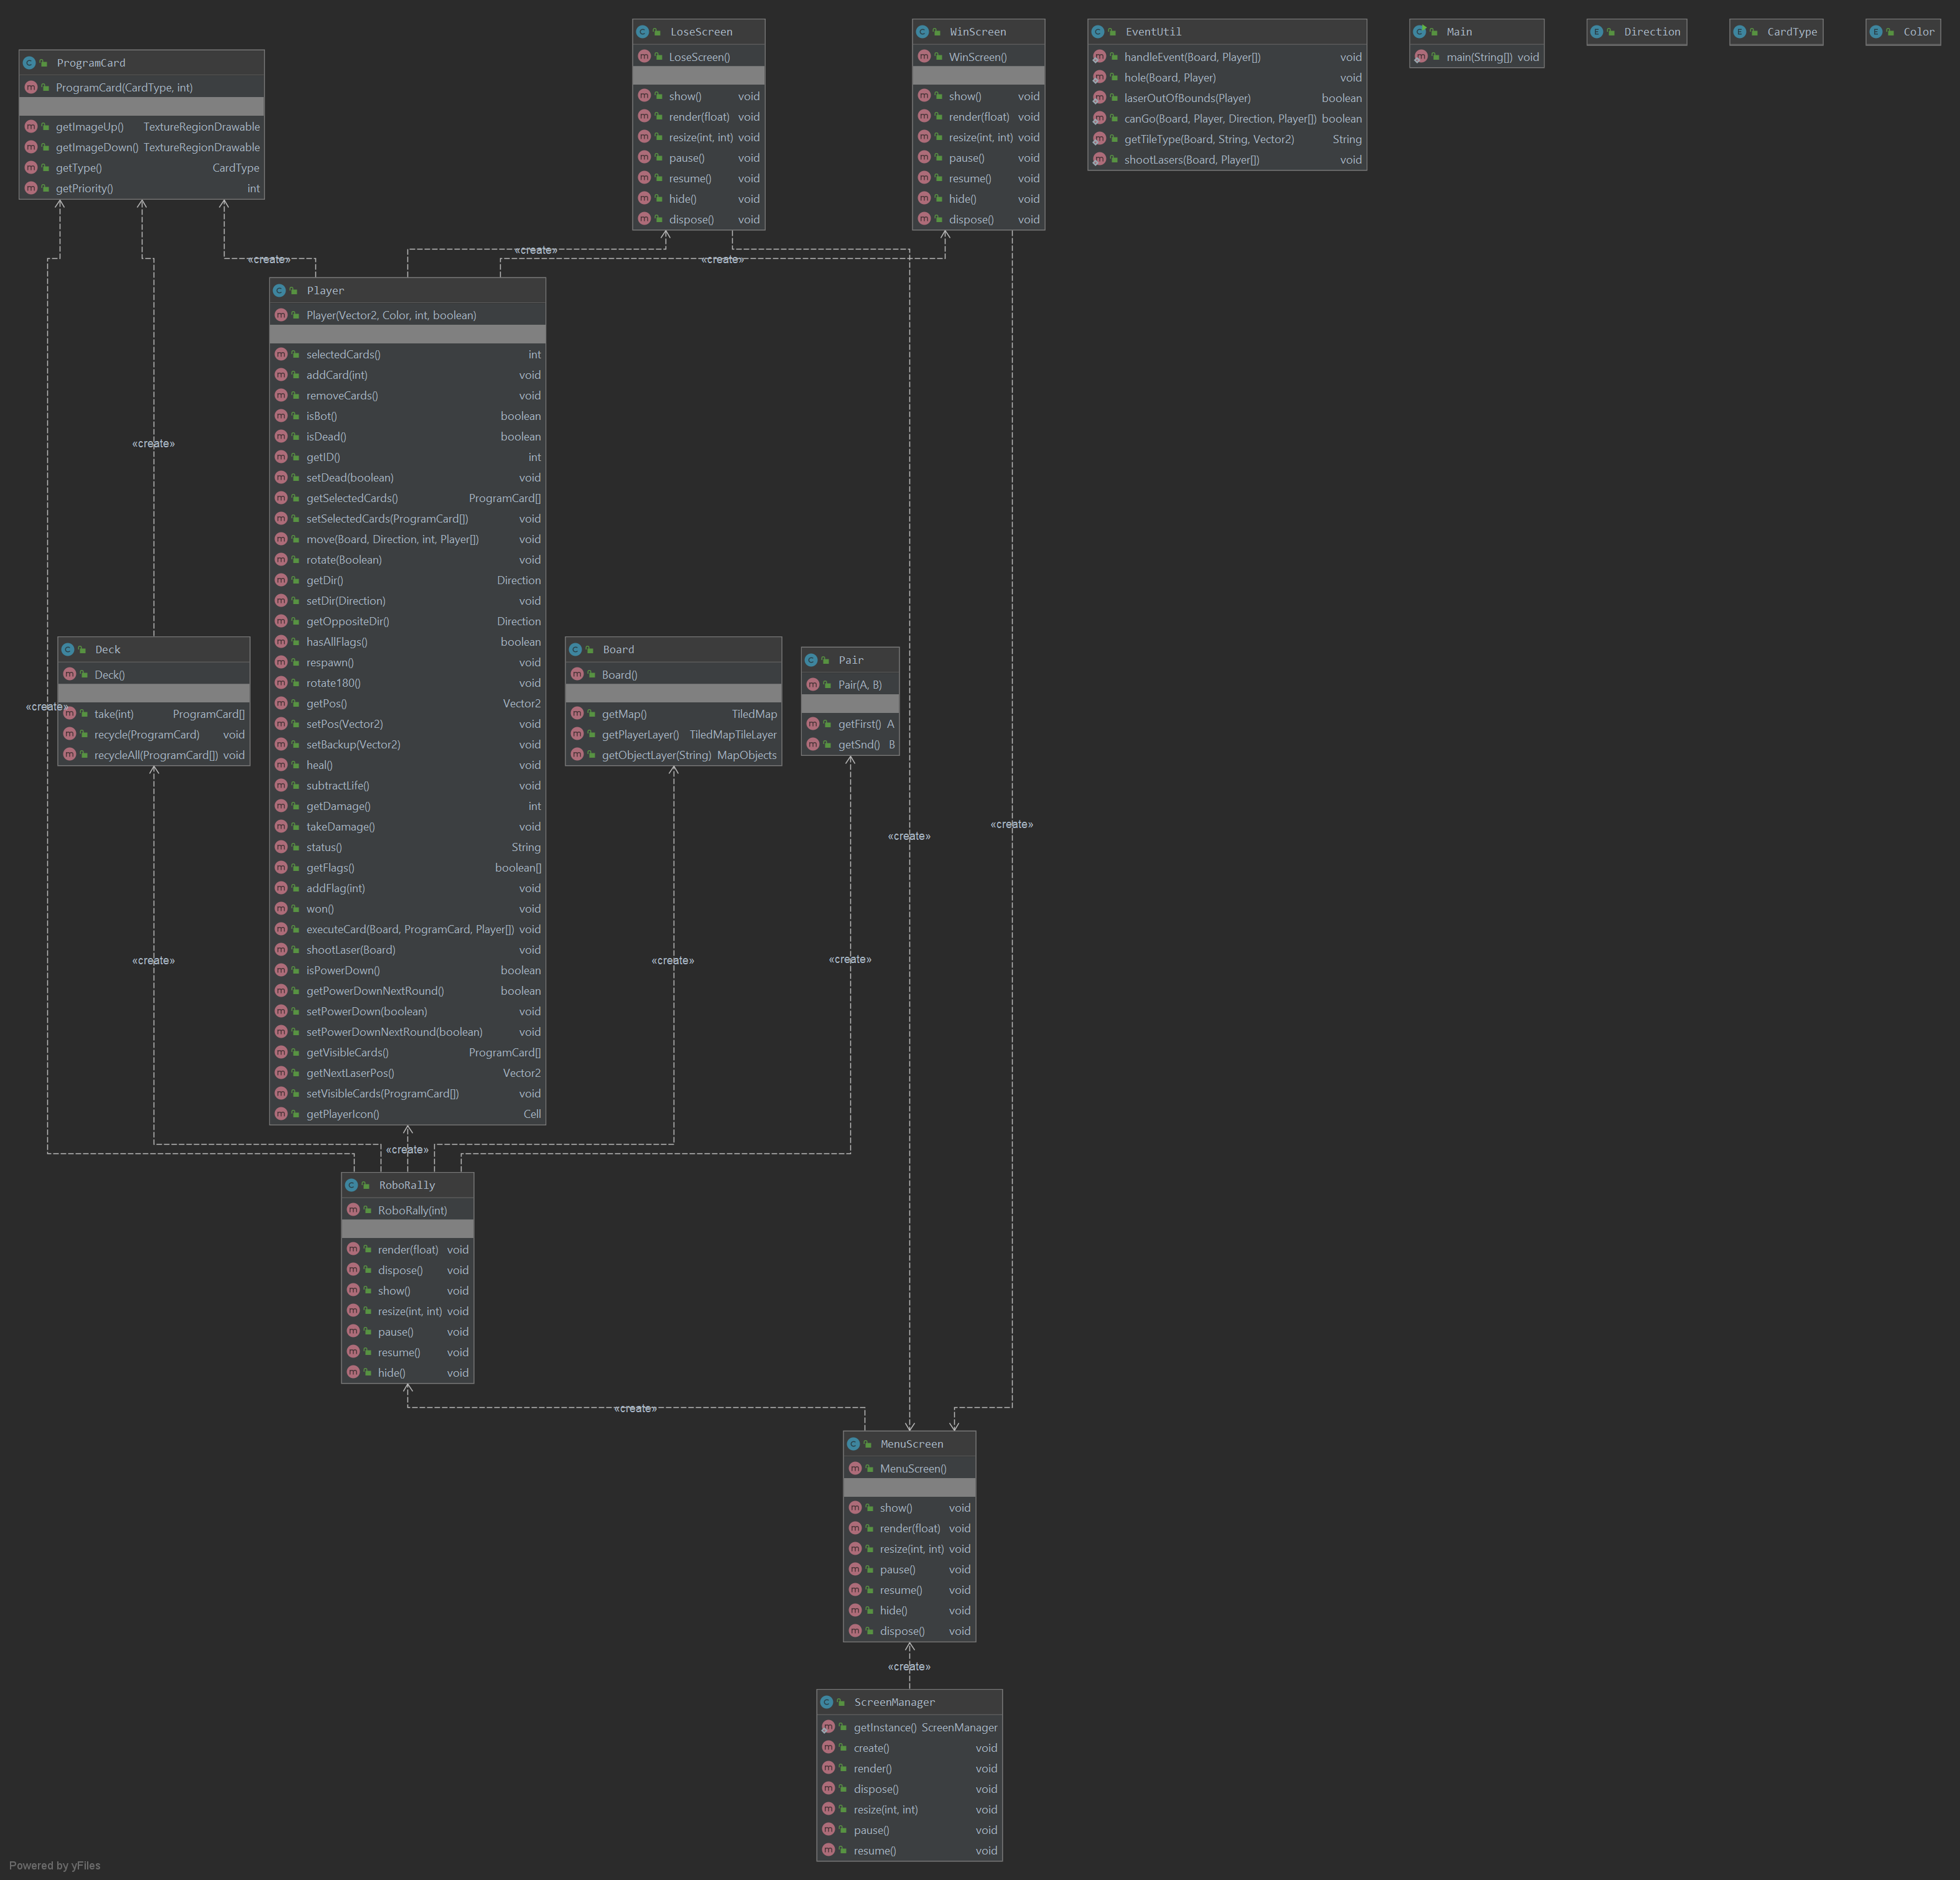 ProgramCard
ProgramCard(CardType, int)
getImageUp() TextureRegionDrawable
getImageDown() TextureRegionDrawable
getType() CardType
getPriority() int
LoseScreen
LoseScreen()
show() void
render(float) void
resize(int, int) void
pause() void
resume() void
hide() void
dispose() void
WinScreen
WinScreen()
show() void
render(float) void
resize(int, int) void
pause() void
resume() void
hide() void
dispose() void
EventUtil
handleEvent(Board, Player[]) void
hole(Board, Player) void
laserOutOfBounds(Player) boolean
canGo(Board, Player, Direction, Player[]) boolean
getTileType(Board, String, Vector2) String
shootLasers(Board, Player[]) void
Main
main(String[]) void
Direction
CardType
Color
«create»
«create»
«create»
Player
Player(Vector2, Color, int, boolean)
selectedCards() int
addCard(int) void
removeCards() void
isBot() boolean
isDead() boolean
getID() int
setDead(boolean) void
getSelectedCards() ProgramCard[]
setSelectedCards(ProgramCard[]) void
move(Board, Direction, int, Player[]) void
rotate(Boolean) void
getDir() Direction
setDir(Direction) void
getOppositeDir() Direction
hasAllFlags() boolean
respawn() void
rotate180() void
getPos() Vector2
setPos(Vector2) void
setBackup(Vector2) void
heal() void
subtractLife() void
getDamage() int
takeDamage() void
status() String
getFlags() boolean[]
addFlag(int) void
won() void
executeCard(Board, ProgramCard, Player[]) void
shootLaser(Board) void
isPowerDown() boolean
getPowerDownNextRound() boolean
setPowerDown(boolean) void
setPowerDownNextRound(boolean) void
getVisibleCards() ProgramCard[]
getNextLaserPos() Vector2
setVisibleCards(ProgramCard[]) void
getPlayerIcon() Cell
«create»
Deck
Deck()
take(int) ProgramCard[]
recycle(ProgramCard) void
recycleAll(ProgramCard[]) void
«create»
Board
Board()
getMap() TiledMap
getPlayerLayer() TiledMapTileLayer
getObjectLayer(String) MapObjects
Pair
Pair(A, B)
getFirst() A
getSnd() B
«create»
«create»
«create»
«create»
«create»
«create»
RoboRally
RoboRally(int)
render(float) void
dispose() void
show() void
resize(int, int) void
pause() void
resume() void
hide() void
«create»
MenuScreen
MenuScreen()
show() void
render(float) void
resize(int, int) void
pause() void
resume() void
hide() void
dispose() void
«create»
ScreenManager
getInstance() ScreenManager
create() void
render() void
dispose() void
resize(int, int) void
pause() void
resume() void
Powered by yFiles